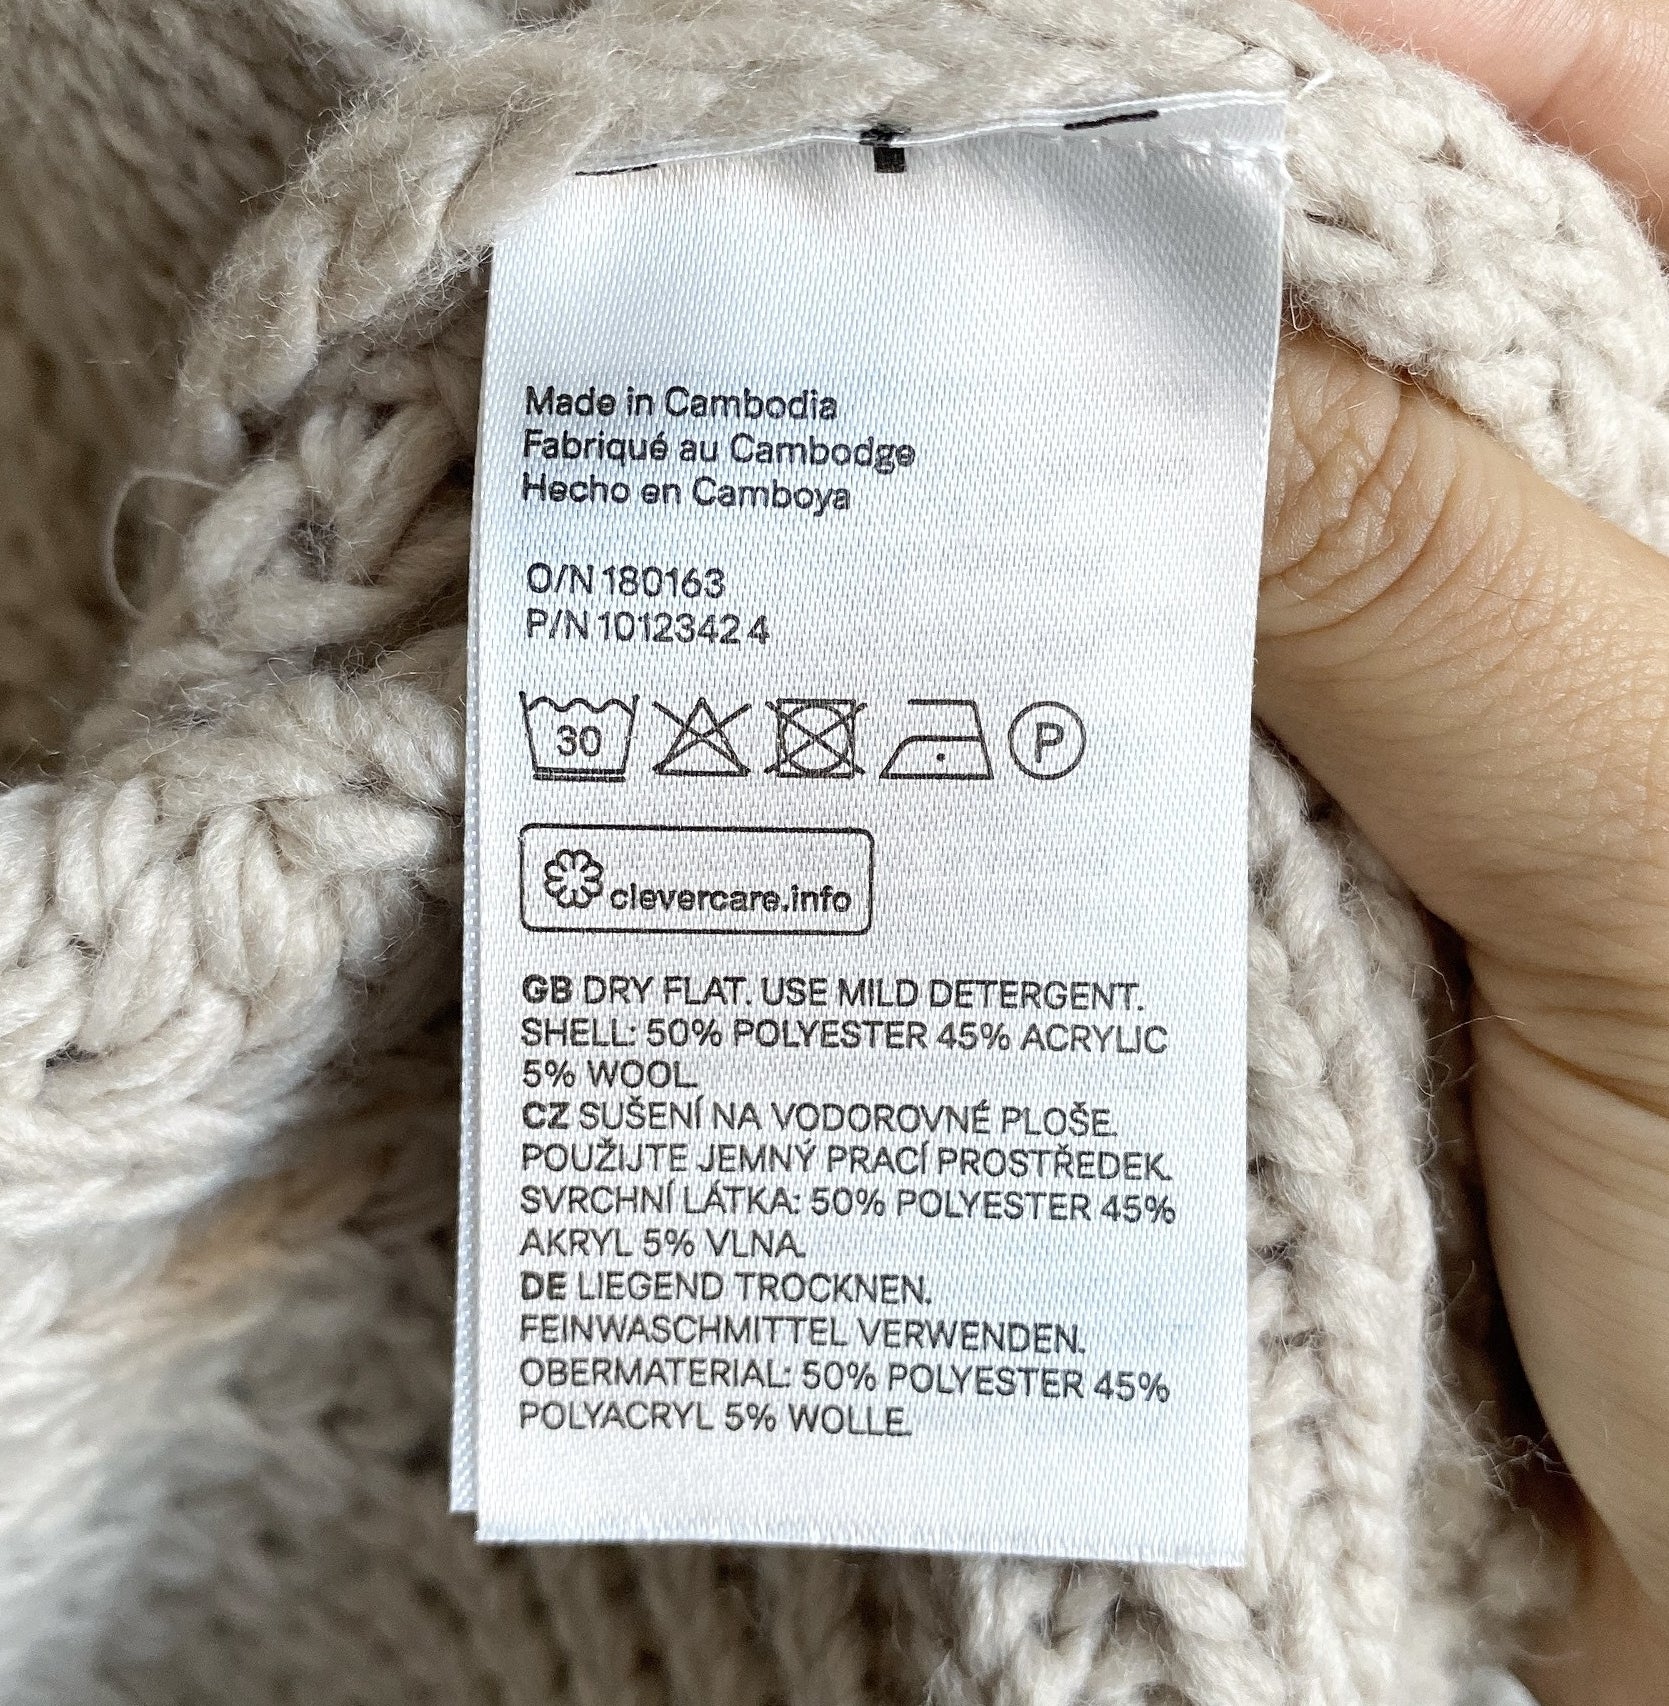 Made in Cambodia
Fabriqué au Cambodge
Hecho en Camboya
O/N 180163
P/N 10123424
30
P
clevercare.info
GB DRY FLAT. USE MILD DETERGENT.
SHELL: 50% POLYESTER 45% ACRYLIC
5% WOOL.
CZ SUŠENÍ NA VODOROVNÉ PLOŠE.
POUŽIJTE JEMNÝ PRACÍ PROSTŘEDEK.
SVRCHNÍ LÁTKA: 50% POLYESTER 45%
AKRYL 5% VLNA.
DE LIEGEND TROCKNEN.
FEINWASCHMITTEL VERWENDEN.
OBERMATERIAL: 50% POLYESTER 45%
POLYACRYL 5% WOLLE.